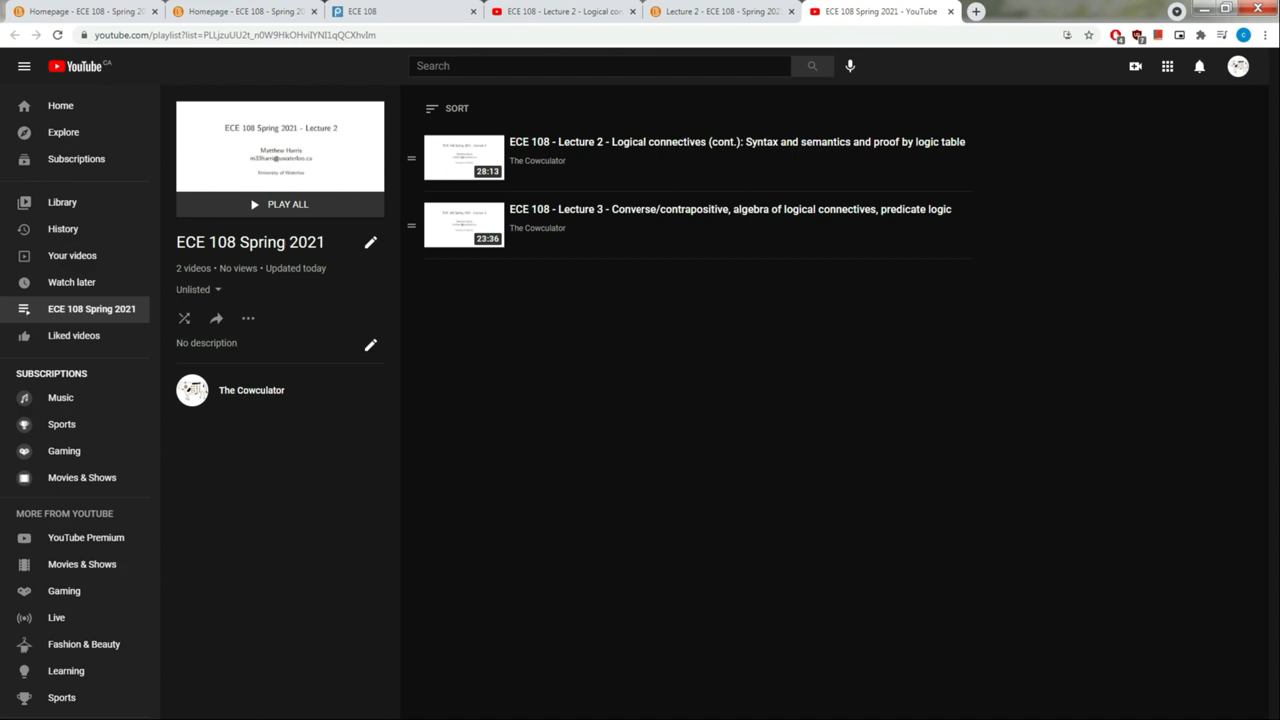 Homepage - ECE 108 - Spring 20
Homepage - ECE 108 - Spring 20
ECE 108
ECE 108 - Lecture 2 - Logical con
Lecture 2 - ECE 108 - Spring 202
ECE 108 Spring 2021 - YouTube
youtube.com/playlist?list=PLLjzuUU2t_n0W9HkOHviIYNI1qQCXhvIm
YouTube CA
Search
Home
Explore
Subscriptions
Library
History
Your videos
Watch later
ECE 108 Spring 2021
Liked videos
SUBSCRIPTIONS
Music
Sports
Gaming
Movies & Shows
MORE FROM YOUTUBE
YouTube Premium
Movies & Shows
Gaming
Live
Fashion & Beauty
Learning
Sports
ECE 108 Spring 2021 - Lecture 2
Matthew Harris
m33harri@uwaterloo.ca
University of Waterloo
PLAY ALL
ECE 108 Spring 2021
2 videos • No views • Updated today
Unlisted
No description
The Cowculator
SORT
ECE 108 - Lecture 2 - Logical connectives cont, syntax and semantics and proof by logic table
The Cowculator
28:13
ECE 108 - Lecture 3 - Converse/contrapositive, algebra of logical connectives, predicate logic
The Cowculator
23:36